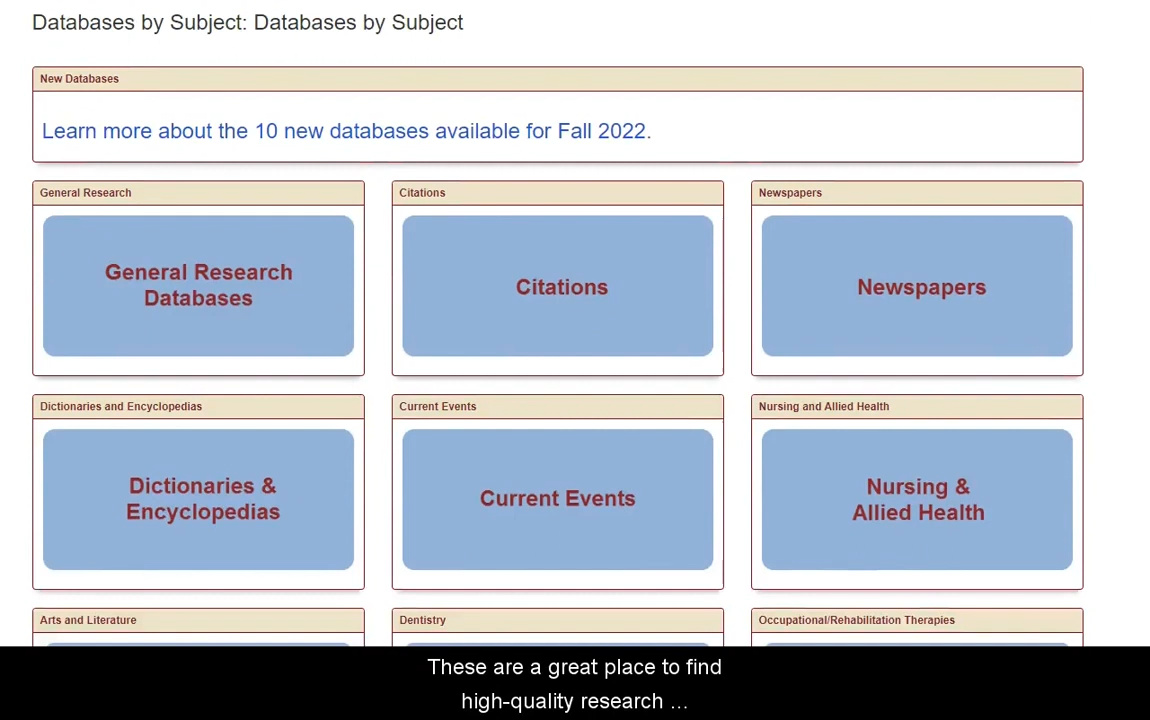 Databases by Subject: Databases by Subject
New Databases
Learn more about the 10 new databases available for Fall 2022.
General Research
Citations
Newspapers
General Research
Databases
Citations
Newspapers
Dictionaries and Encyclopedias
Current Events
Nursing and Allied Health
Dictionaries &
Encyclopedias
Current Events
Nursing &
Allied Health
Arts and Literature
Dentistry
Occupational/Rehabilitation Therapies
These are a great place to find
high-quality research ...